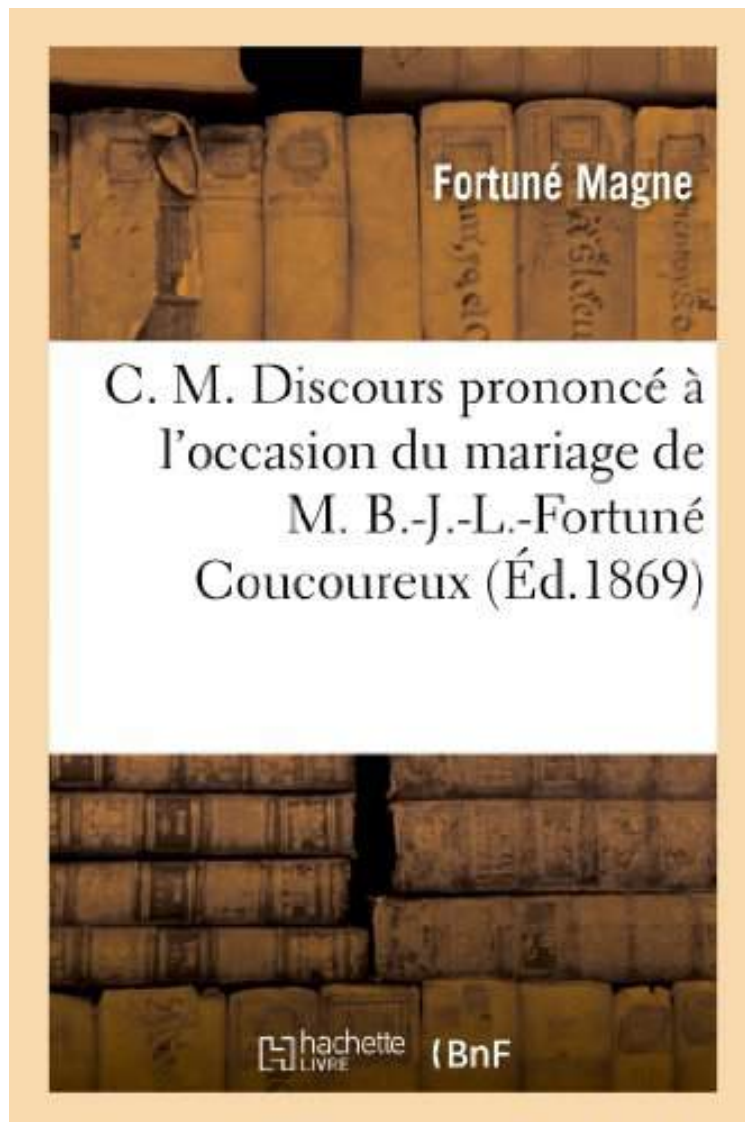 Fortuné Magne
C. M. Discours prononcé à
l'occasion du mariage de
M. B.-J.-L.-Fortuné
Coucoureux (Éd.1869)
hachette
LIVRE
(BnF